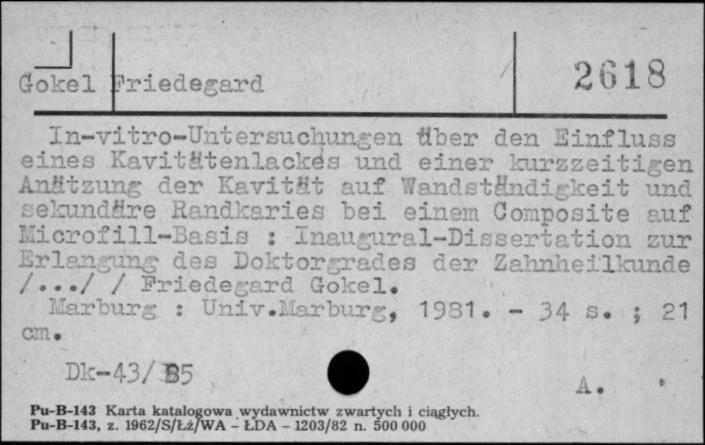 Gokel Friedegard 2618
In-vitro-Untersuchungen über den Einfluss
eines Kavitätenlackes und einer kurzzeitigen
Anätzung der Kavität auf Wandständigkeit und
sekundäre Randkaries bei einem Composite auf
Microfill-Basis : Inaugural-Dissertation zur
Erlangung des Doktorgrades der Zahnheilkunde
/.../ / Friedegard Gokel.
Marburg : Univ.Marburg, 1981. - 34 s. ; 21
cm.
Dk-43/85
A.
Pu-B-143 Karta katalogowa wydawnictw zwartych i ciągłych.
Pu-B-143, z. 1962/S/Łź/WA - ŁDA - 1203/82 n. 500 000